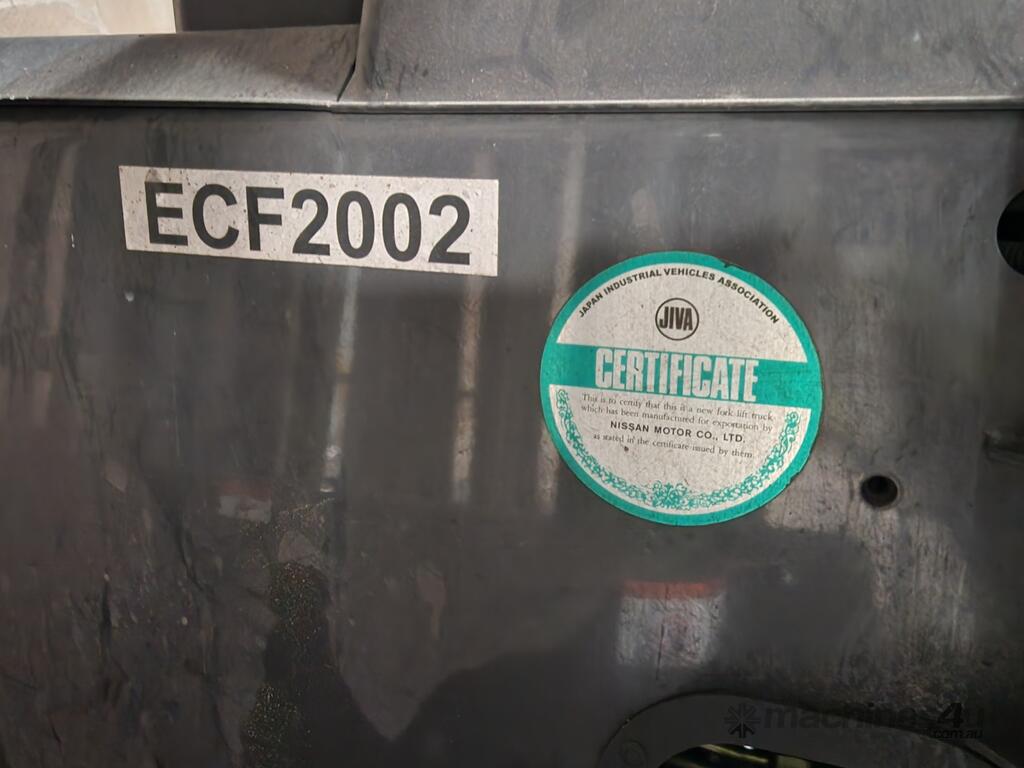 ECF2002
JAPAN INDUSTRIAL VEHICLES ASSOCIATION
JIVA
CERTIFICATE
This is to certify that this is a new fork lift truck
which has been manufactured for exportation by
NISSAN MOTOR CO., LTD.
as stated in the certificate issued by them.
machines4u
.com.au